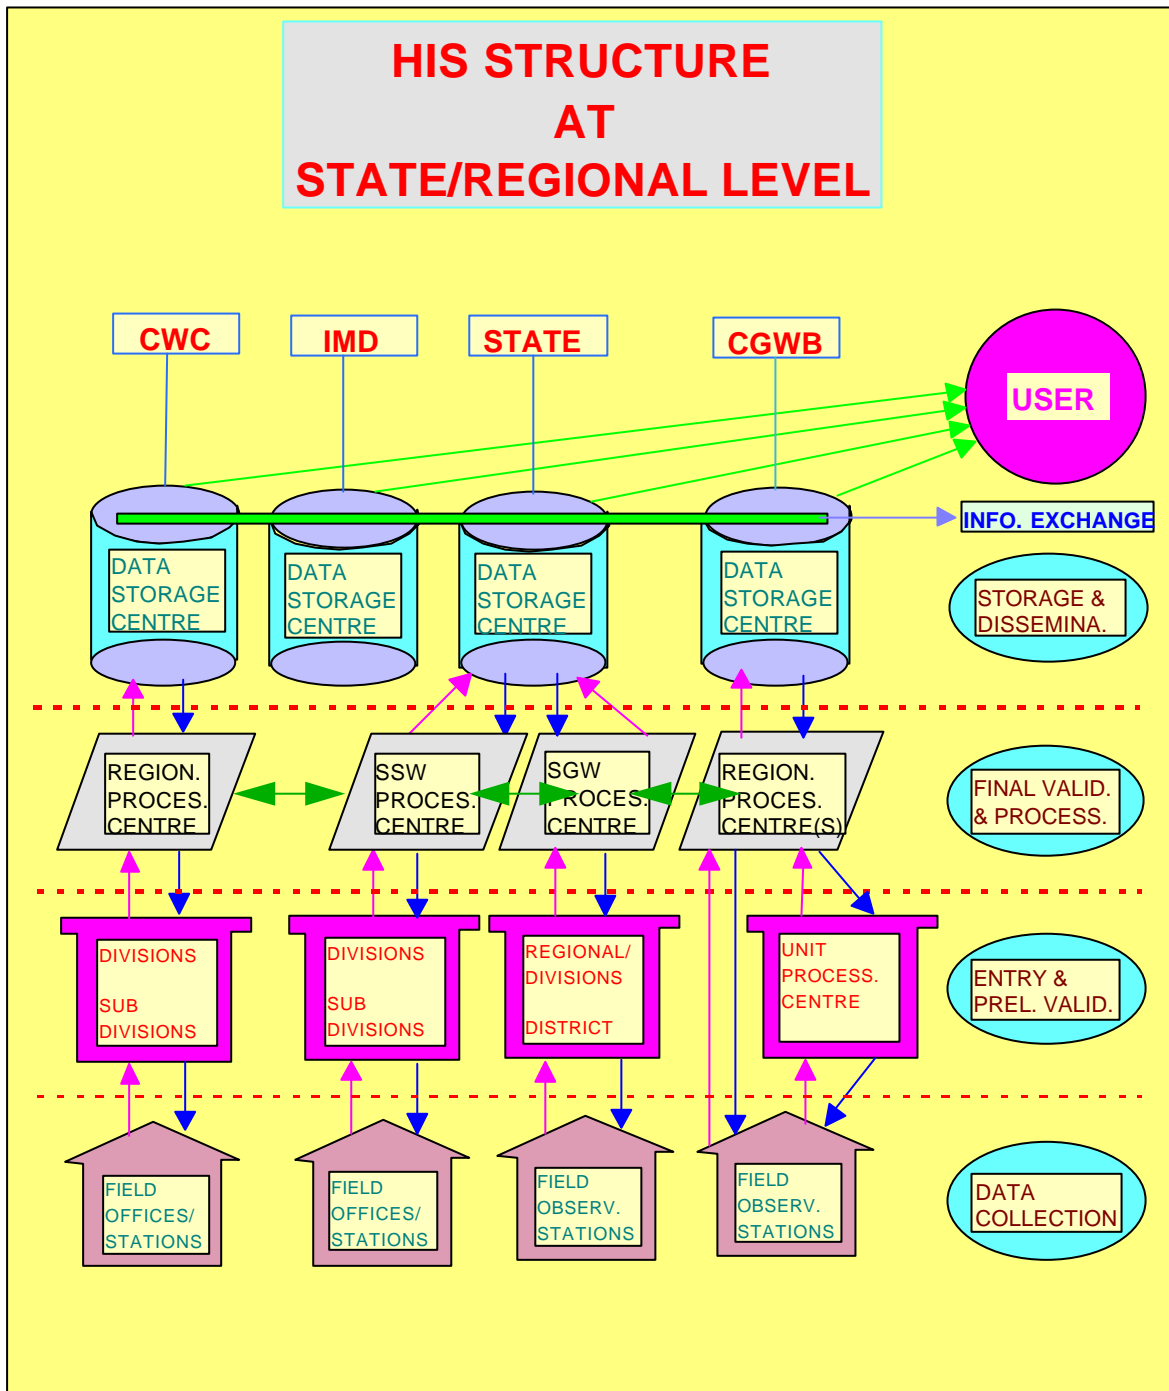 HIS STRUCTURE
AT
STATE/REGIONAL LEVEL
CWC
IMD
STATE
CGWB
USER
INFO. EXCHANGE
DATA
STORAGE
CENTRE
DATA
STORAGE
CENTRE
DATA
STORAGE
CENTRE
DATA
STORAGE
CENTRE
STORAGE &
DISSEMINA.
REGION.
PROCES.
CENTRE
SSW
PROCES.
CENTRE
SGW
PROCES.
CENTRE
REGION.
PROCES.
CENTRE(S)
FINAL VALID.
& PROCESS.
DIVISIONS
SUB
DIVISIONS
DIVISIONS
SUB
DIVISIONS
REGIONAL/
DIVISIONS
DISTRICT
UNIT
PROCESS.
CENTRE
ENTRY &
PREL. VALID.
FIELD
OFFICES/
STATIONS
FIELD
OFFICES/
STATIONS
FIELD
OBSERV.
STATIONS
FIELD
OBSERV.
STATIONS
DATA
COLLECTION